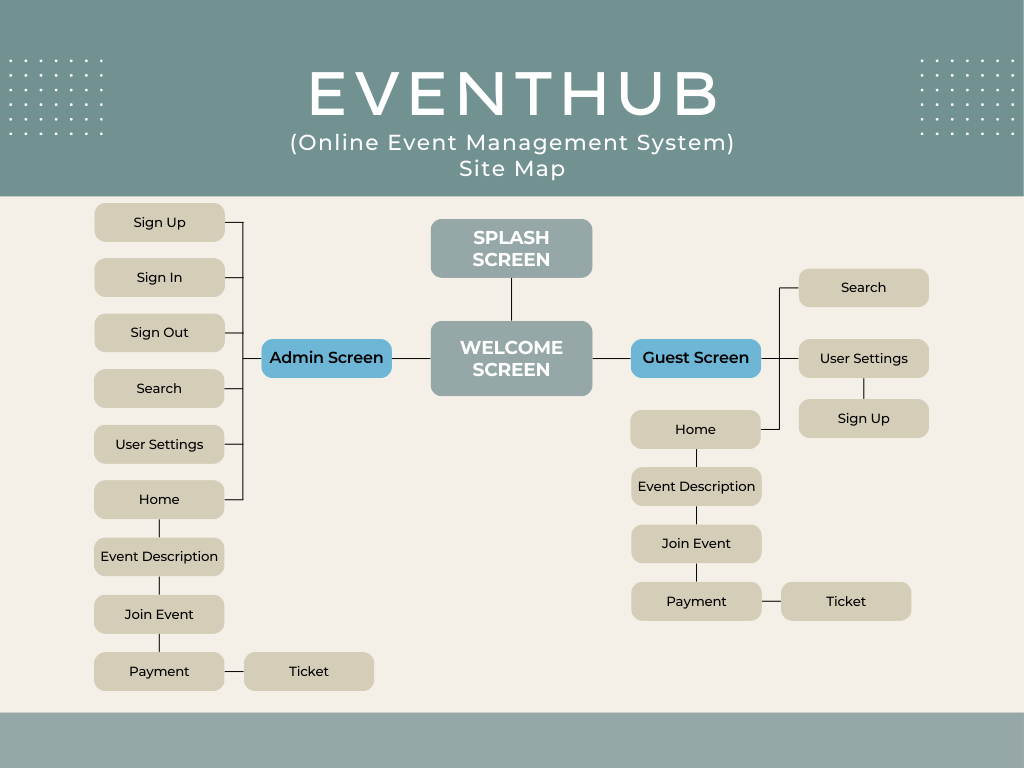 EVENTHUB
(Online Event Management System)
Site Map
Sign Up
Sign In
Sign Out
Search
User Settings
Home
Event Description
Join Event
Payment
Ticket
Admin Screen
SPLASH
SCREEN
WELCOME
SCREEN
Guest Screen
Search
User Settings
Sign Up
Home
Event Description
Join Event
Payment
Ticket